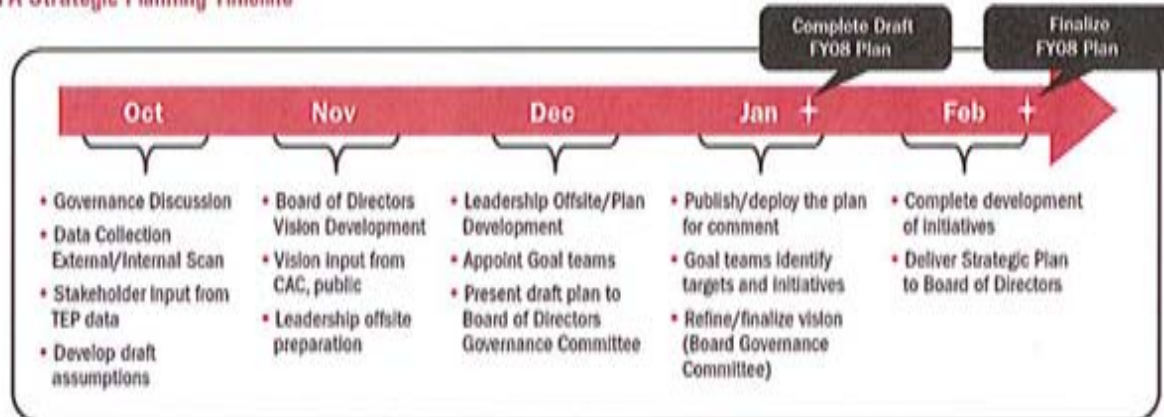 Strategic Planning Timeline
Complete Draft
FY08 Plan
Finalize
FY08 Plan
Oct
Nov
Dec
Jan
Feb
• Governance Discussion
• Data Collection
External/Internal Scan
• Stakeholder Input from
TEP data
• Develop draft
assumptions
• Board of Directors
Vision Development
• Vision Input from
CAC, public
• Leadership offsite
preparation
• Leadership Offsite/Plan
Development
• Appoint Goal teams
• Present draft plan to
Board of Directors
Governance Committee
• Publish/deploy the plan
for comment
• Goal teams identify
targets and initiatives
• Refine/finalize vision
(Board Governance
Committee)
• Complete development
of initiatives
• Deliver Strategic Plan
to Board of Directors